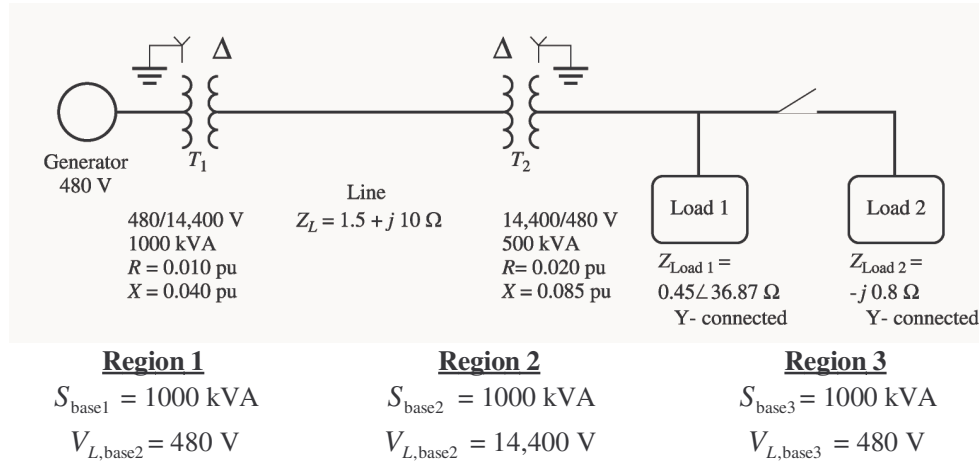 Δ
Δ
T1
T2
Generator
480 V
Line
ZL = 1.5 + j 10 Ω
480/14,400 V
1000 kVA
R = 0.010 pu
X = 0.040 pu
14,400/480 V
500 kVA
R= 0.020 pu
X = 0.085 pu
Load 1
Load 2
ZLoad 1 =
0.45∠ 36.87 Ω
Y- connected
ZLoad 2 =
-j 0.8 Ω
Y- connected
Region 1
Sbase1 = 1000 kVA
VL,base2 = 480 V
Region 2
Sbase2 = 1000 kVA
VL,base2 = 14,400 V
Region 3
Sbase3 = 1000 kVA
VL,base3 = 480 V